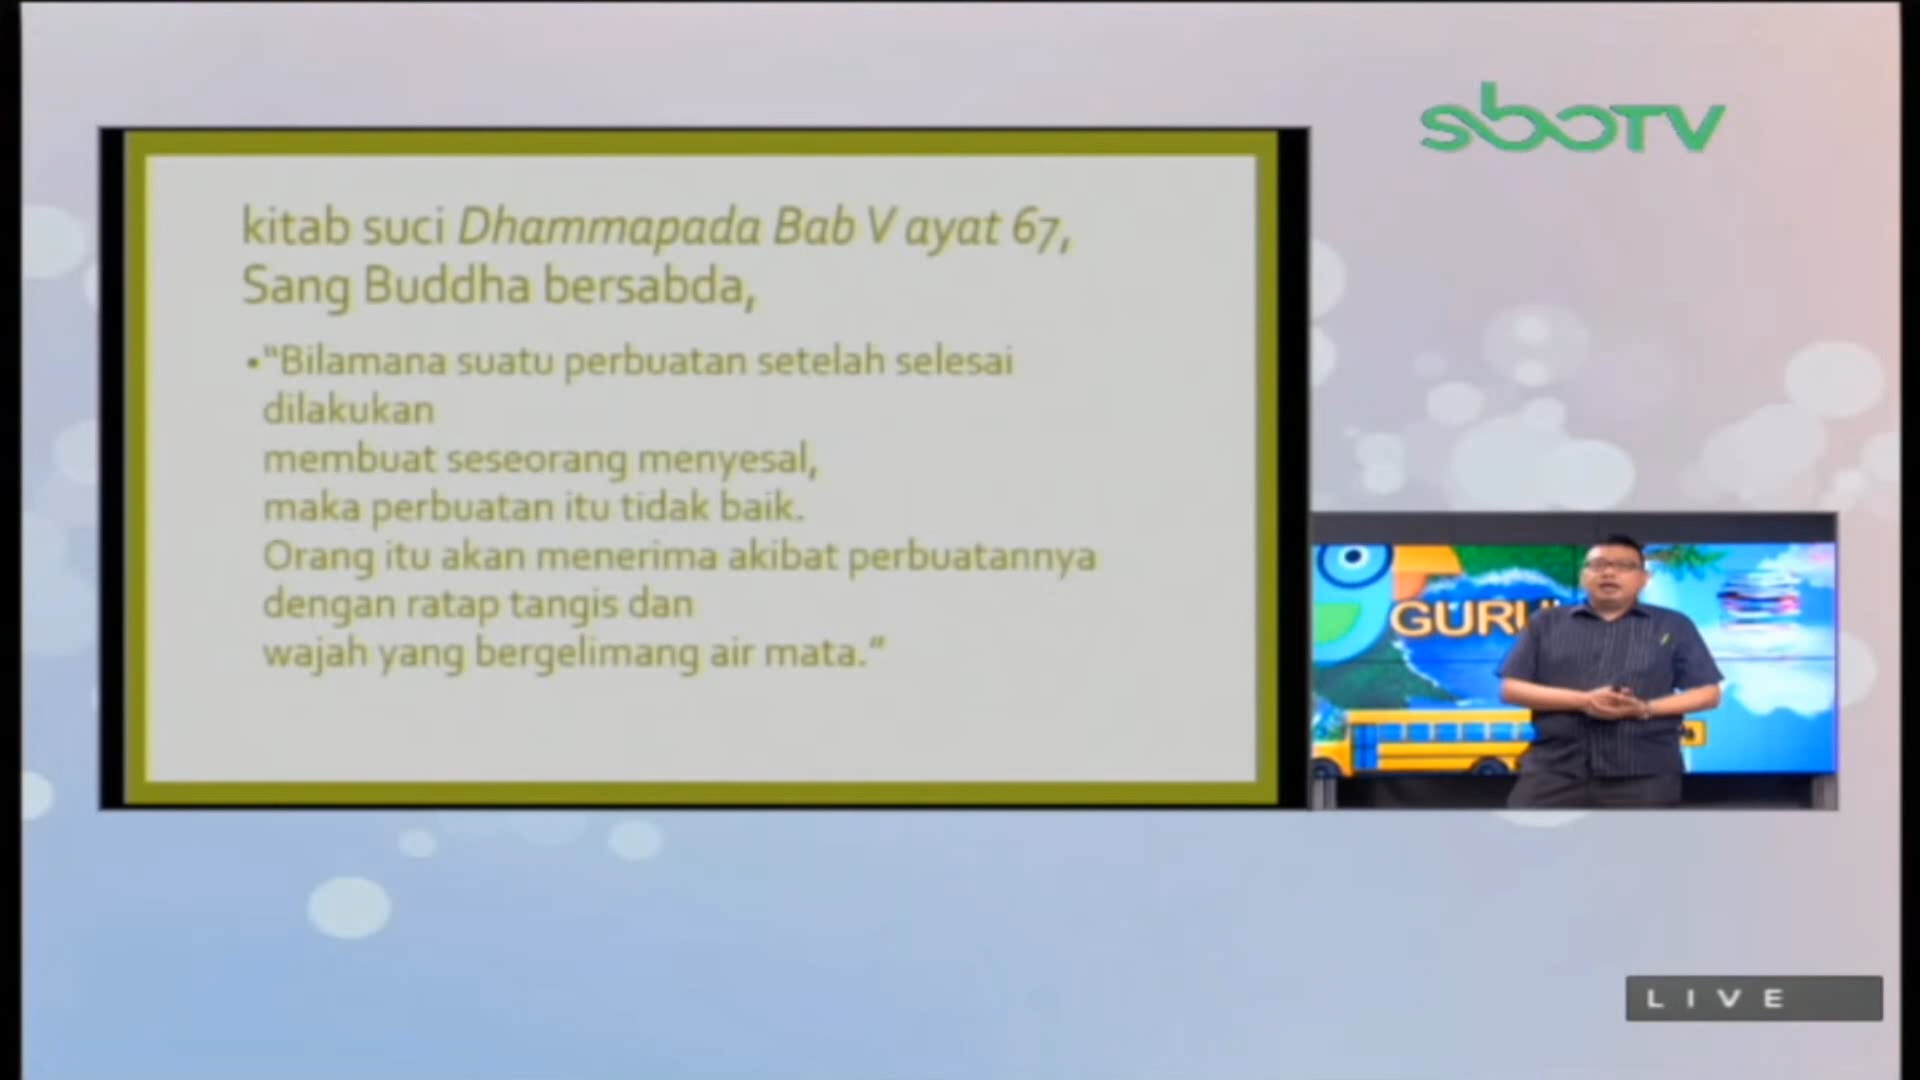 sboTV
kitab suci Dhammapada Bab V ayat 67,
Sang Buddha bersabda,
•“Bilamana suatu perbuatan setelah selesai
dilakukan
membuat seseorang menyesal,
maka perbuatan itu tidak baik.
Orang itu akan menerima akibat perbuatannya
dengan ratap tangis dan
wajah yang bergelimang air mata.”
GURU
LIVE